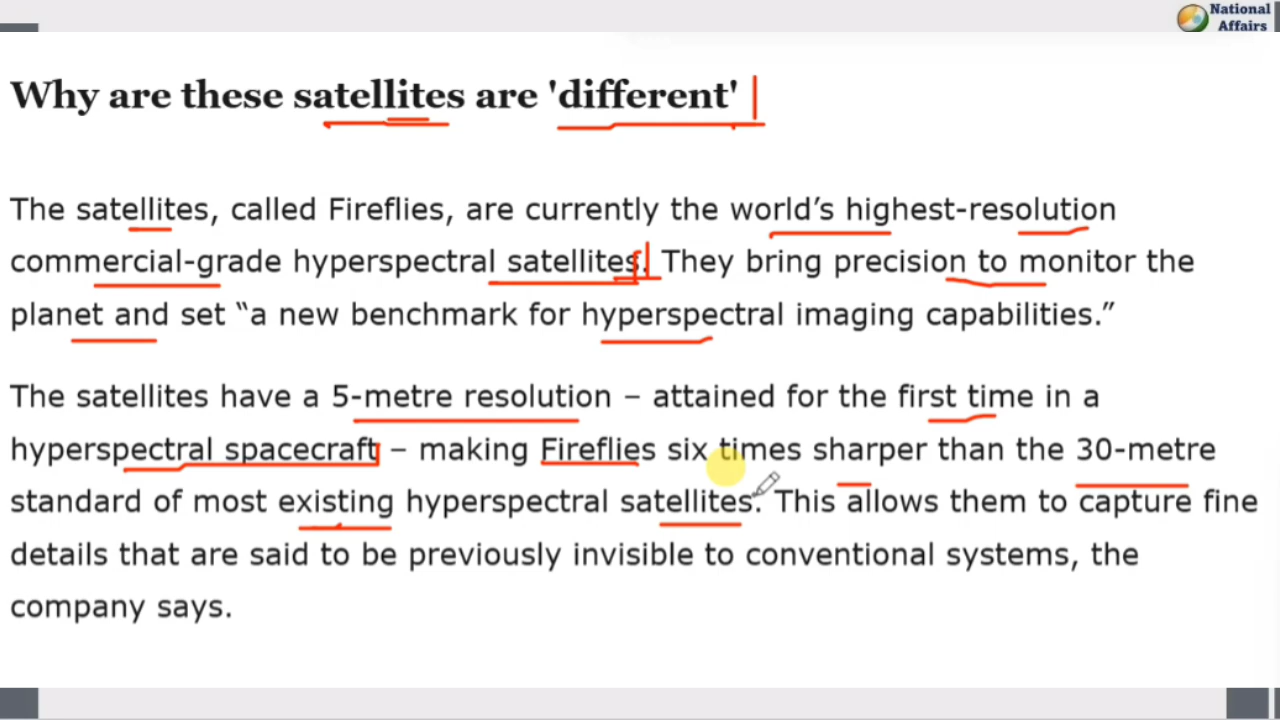 National
Affairs
Why are these satellites are 'different'
The satellites, called Fireflies, are currently the world’s highest-resolution
commercial-grade hyperspectral satellites. They bring precision to monitor the
planet and set “a new benchmark for hyperspectral imaging capabilities.”
The satellites have a 5-metre resolution – attained for the first time in a
hyperspectral spacecraft – making Fireflies six times sharper than the 30-metre
standard of most existing hyperspectral satellites. This allows them to capture fine
details that are said to be previously invisible to conventional systems, the
company says.